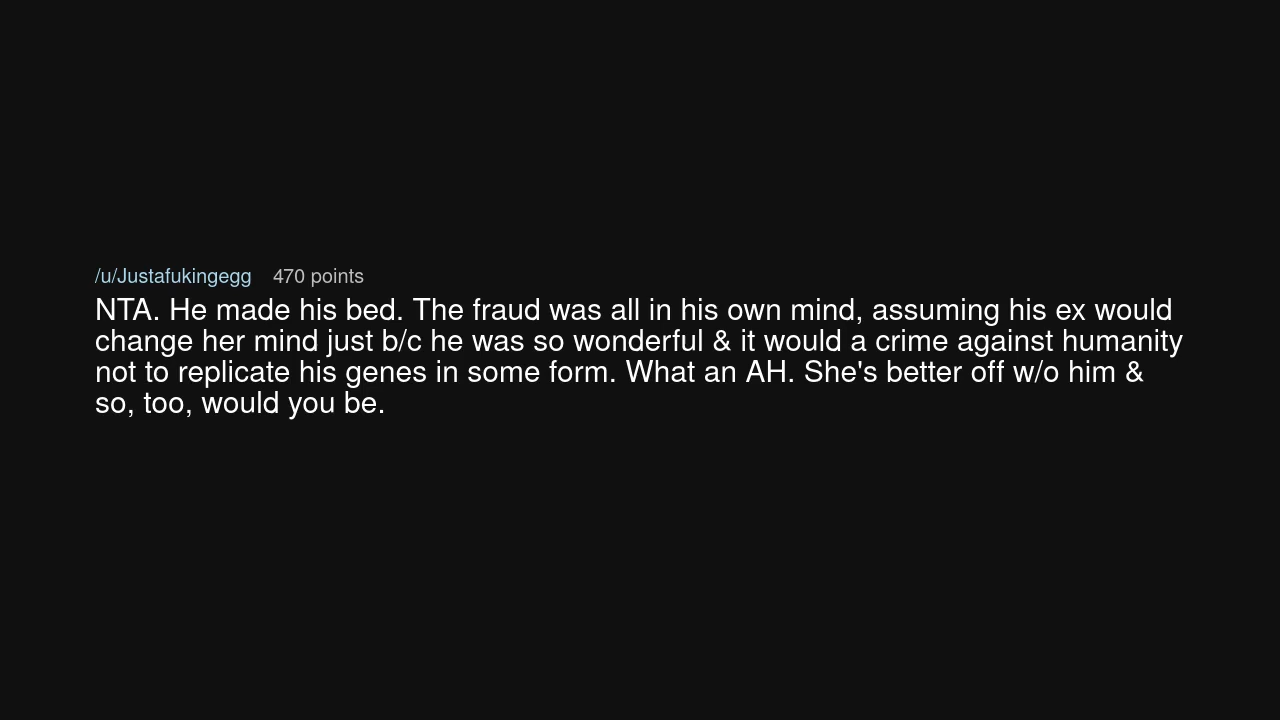 /u/Justafukingegg 470 points
NTA. He made his bed. The fraud was all in his own mind, assuming his ex would
change her mind just b/c he was so wonderful & it would a crime against humanity
not to replicate his genes in some form. What an AH. She's better off w/o him &
so, too, would you be.